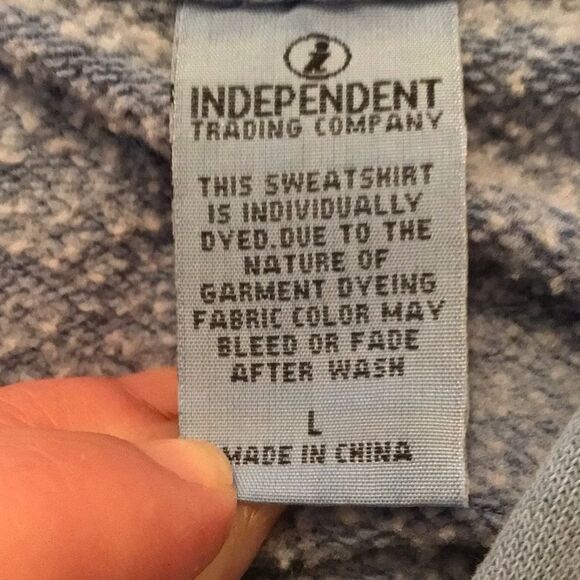 INDEPENDENT
TRADING COMPANY
THIS SWEATSHIRT
IS INDIVIDUALLY
DYED.DUE TO THE
NATURE OF
GARMENT DYEING
FABRIC COLOR MAY
BLEED OR FADE
AFTER WASH
L
MADE IN CHINA